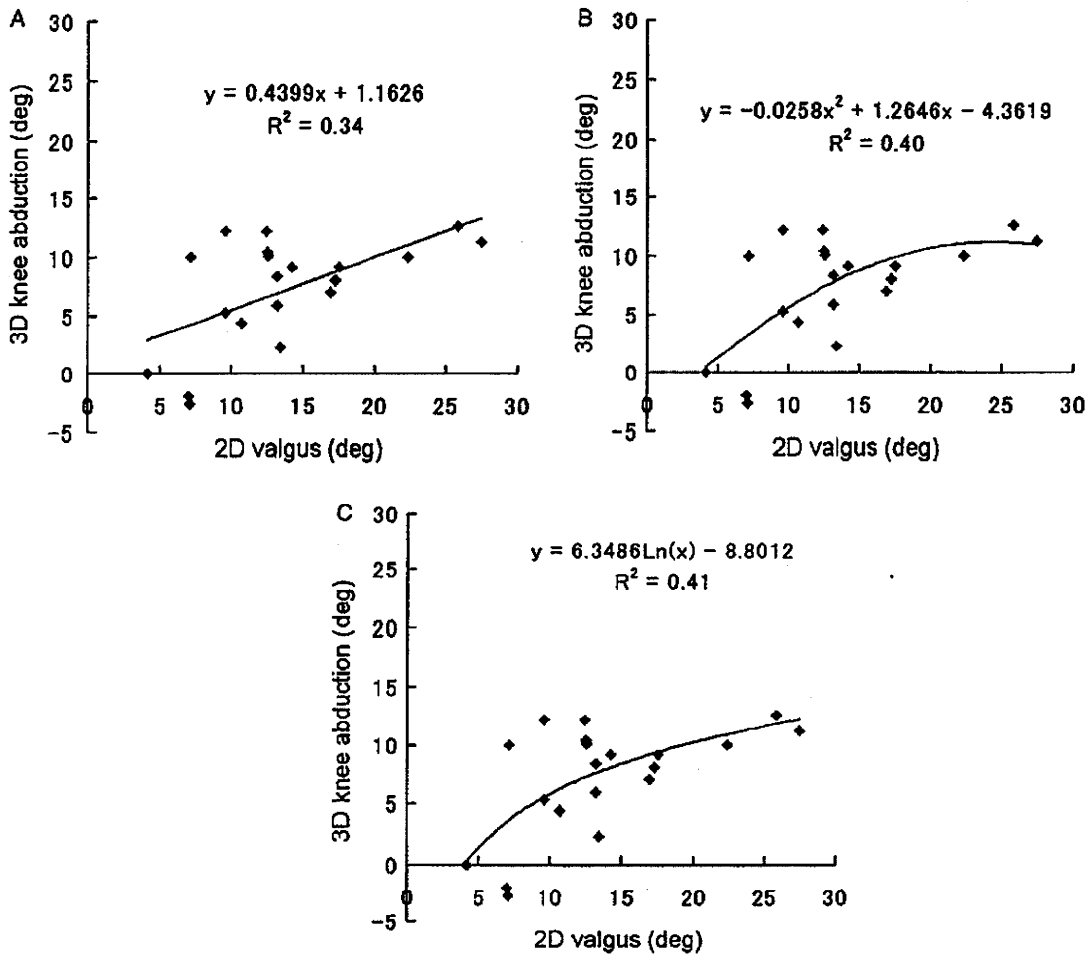 A
30
25
20
15
10
5
0
-5
3D knee abduction (deg)
y = 0.4399x + 1.1626
R² = 0.34
0 5 10 15 20 25 30
2D valgus (deg)
B
30
25
20
15
10
5
0
-5
3D knee abduction (deg)
y = −0.0258x² + 1.2646x − 4.3619
R² = 0.40
0 5 10 15 20 25 30
2D valgus (deg)
C
30
25
20
15
10
5
0
-5
3D knee abduction (deg)
y = 6.3486Ln(x) − 8.8012
R² = 0.41
0 5 10 15 20 25 30
2D valgus (deg)